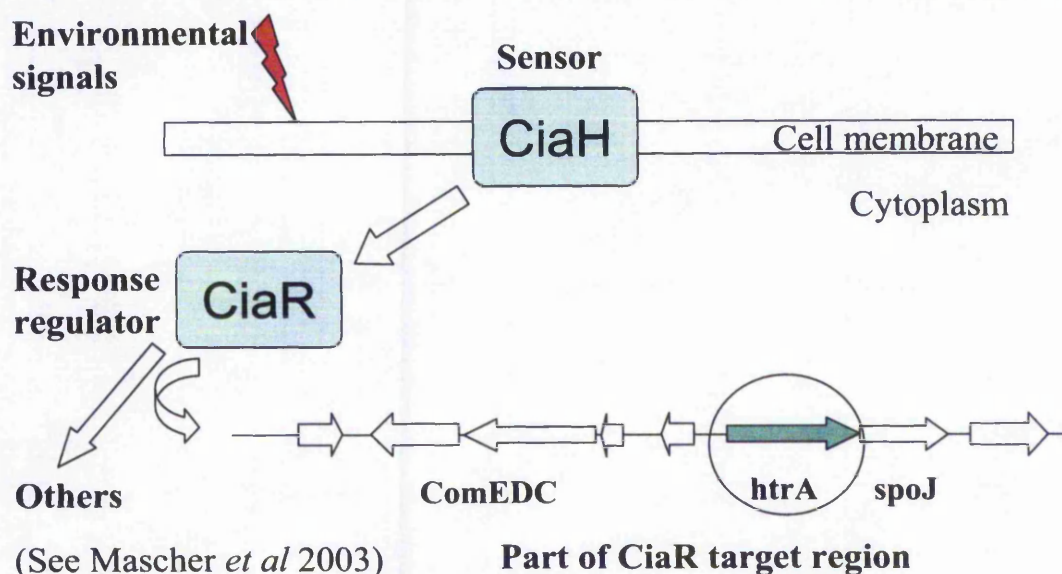 Environmental
signals
Sensor
CiaH
Cell membrane
Cytoplasm
Response
regulator
CiaR
ComEDC
htrA
spoJ
Others
(See Mascher et al 2003)
Part of CiaR target region